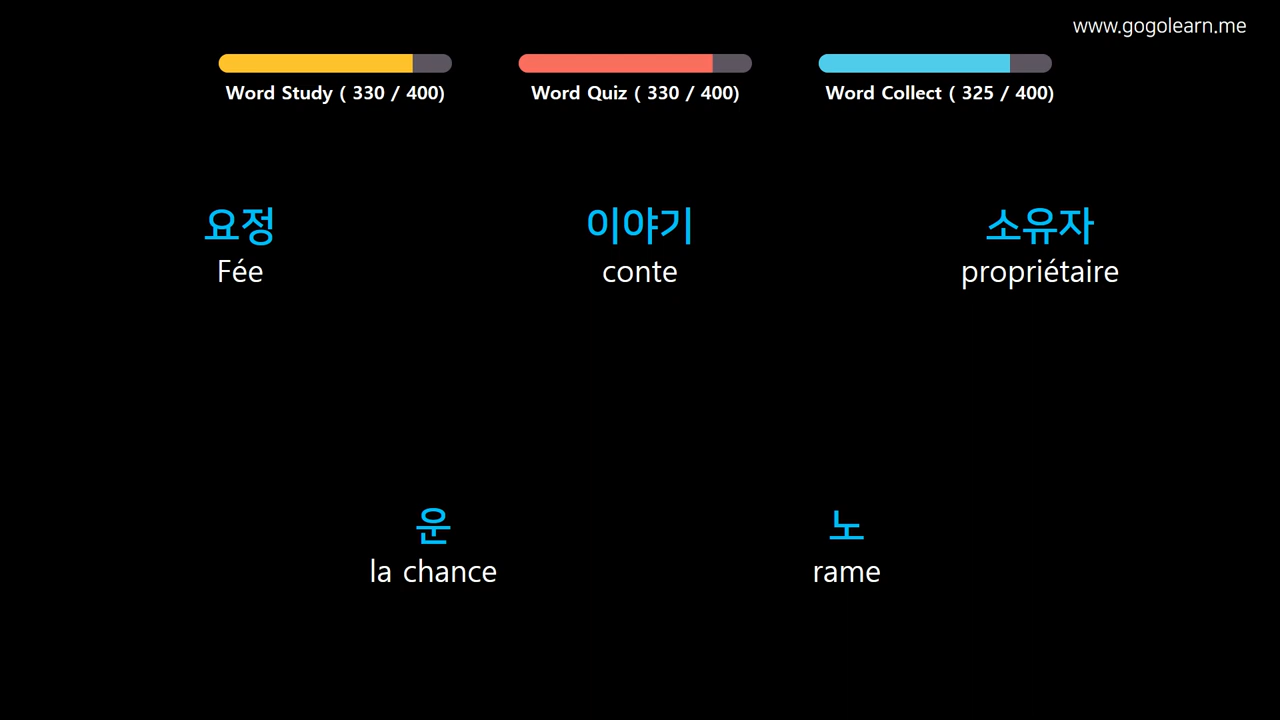 www.gogolearn.me
Word Study ( 330 / 400)
Word Quiz ( 330 / 400)
Word Collect ( 325 / 400)
요정
Fée
이야기
conte
소유자
propriétaire
운
la chance
노
rame